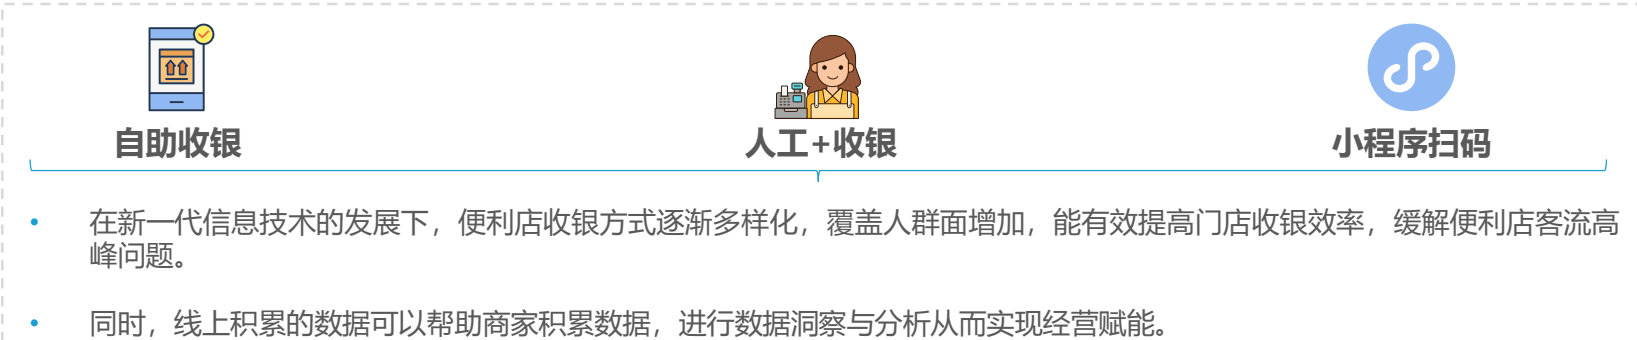 自助收银 人工+收银 小程序扫码
• 在新一代信息技术的发展下，便利店收银方式逐渐多样化，覆盖人群面增加，能有效提高门店收银效率，缓解便利店客流高
峰问题。
• 同时，线上积累的数据可以帮助商家积累数据，进行数据洞察与分析从而实现经营赋能。